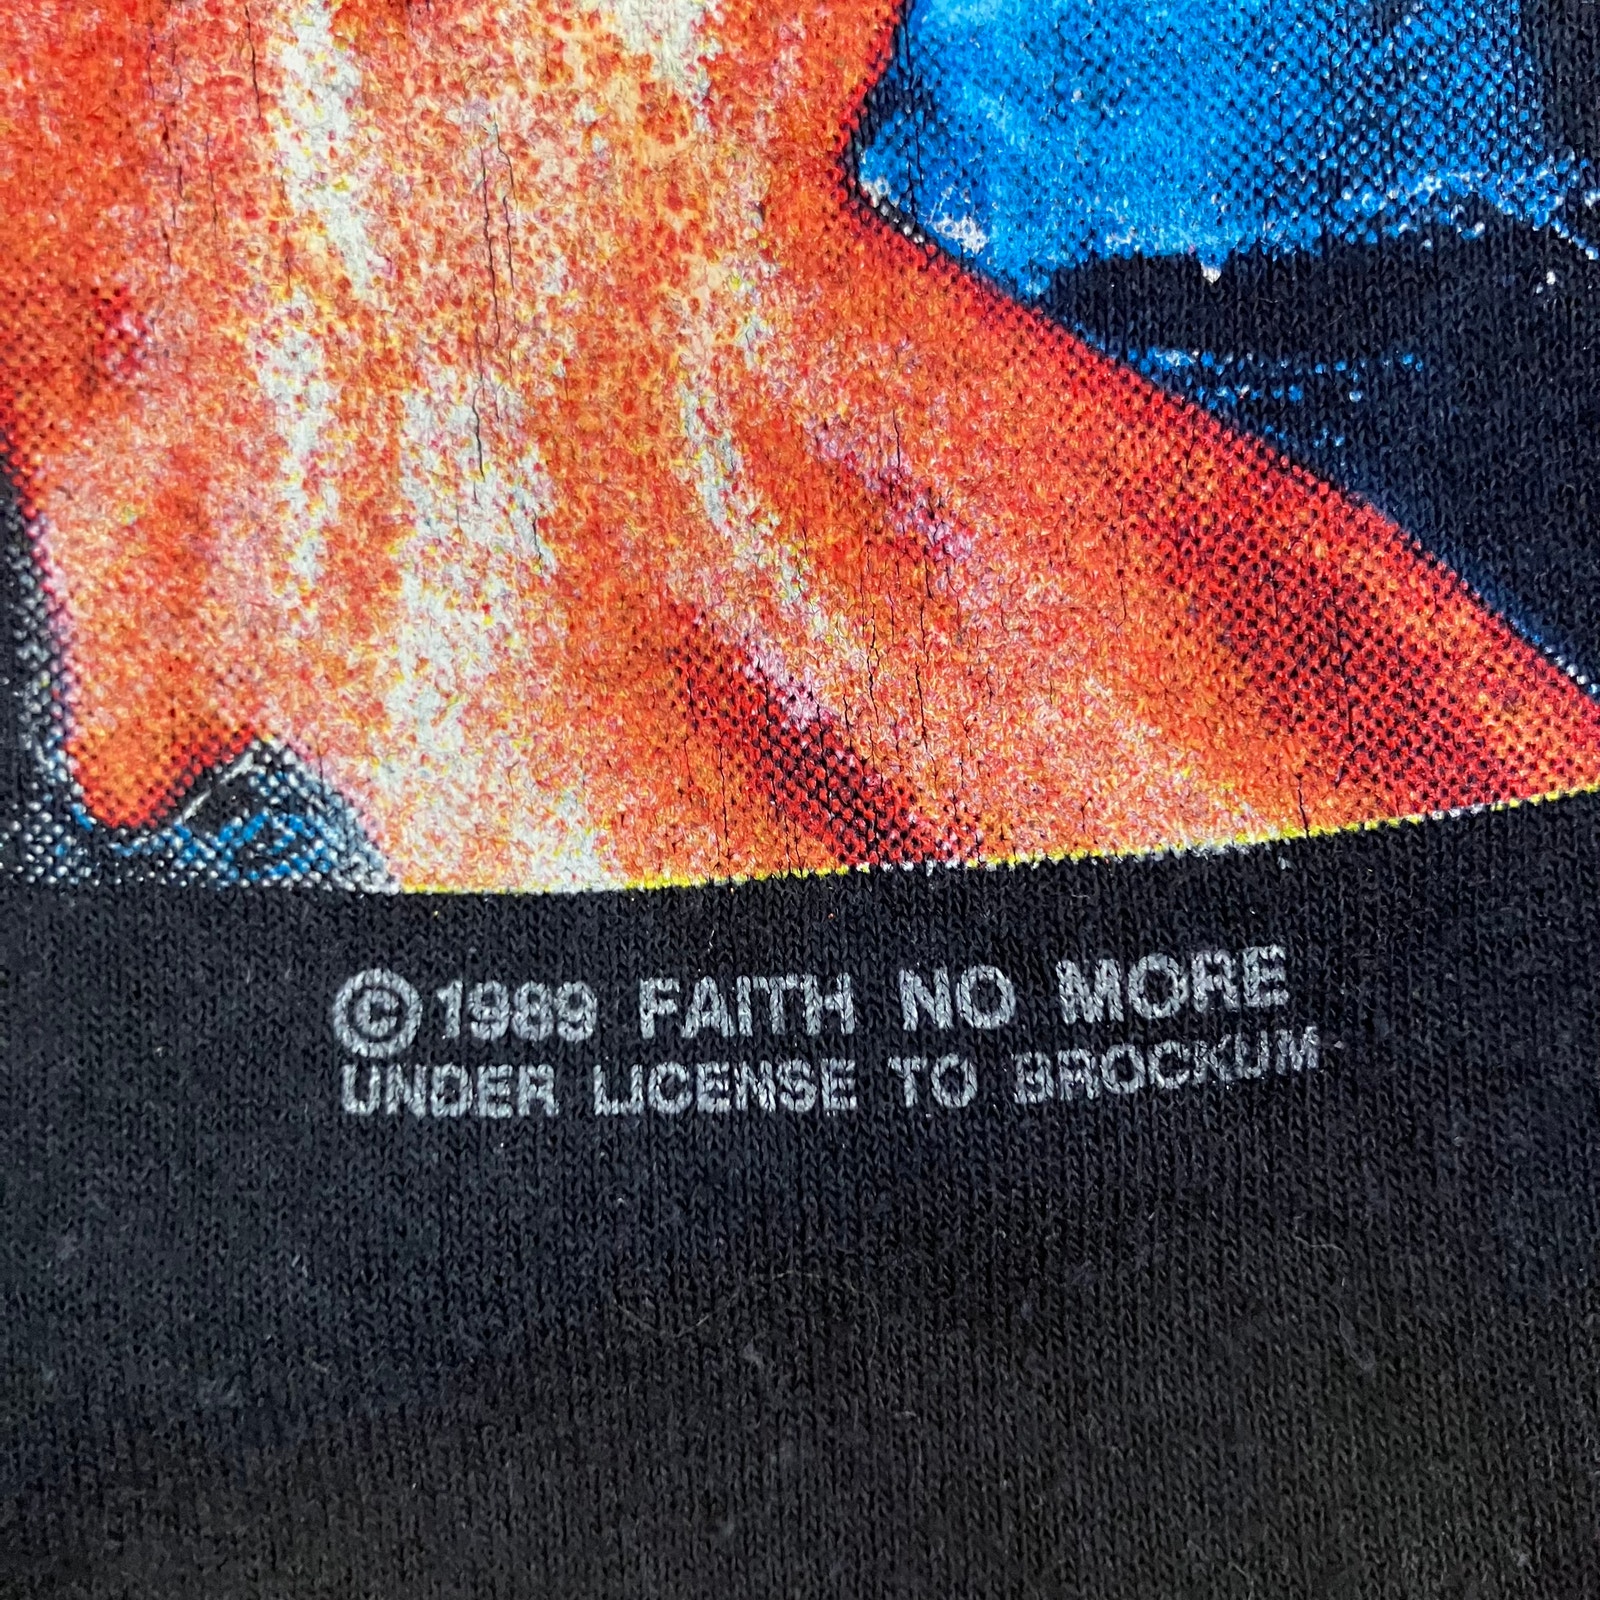 ©1989 FAITH NO MORE
UNDER LICENSE TO BROCKUM